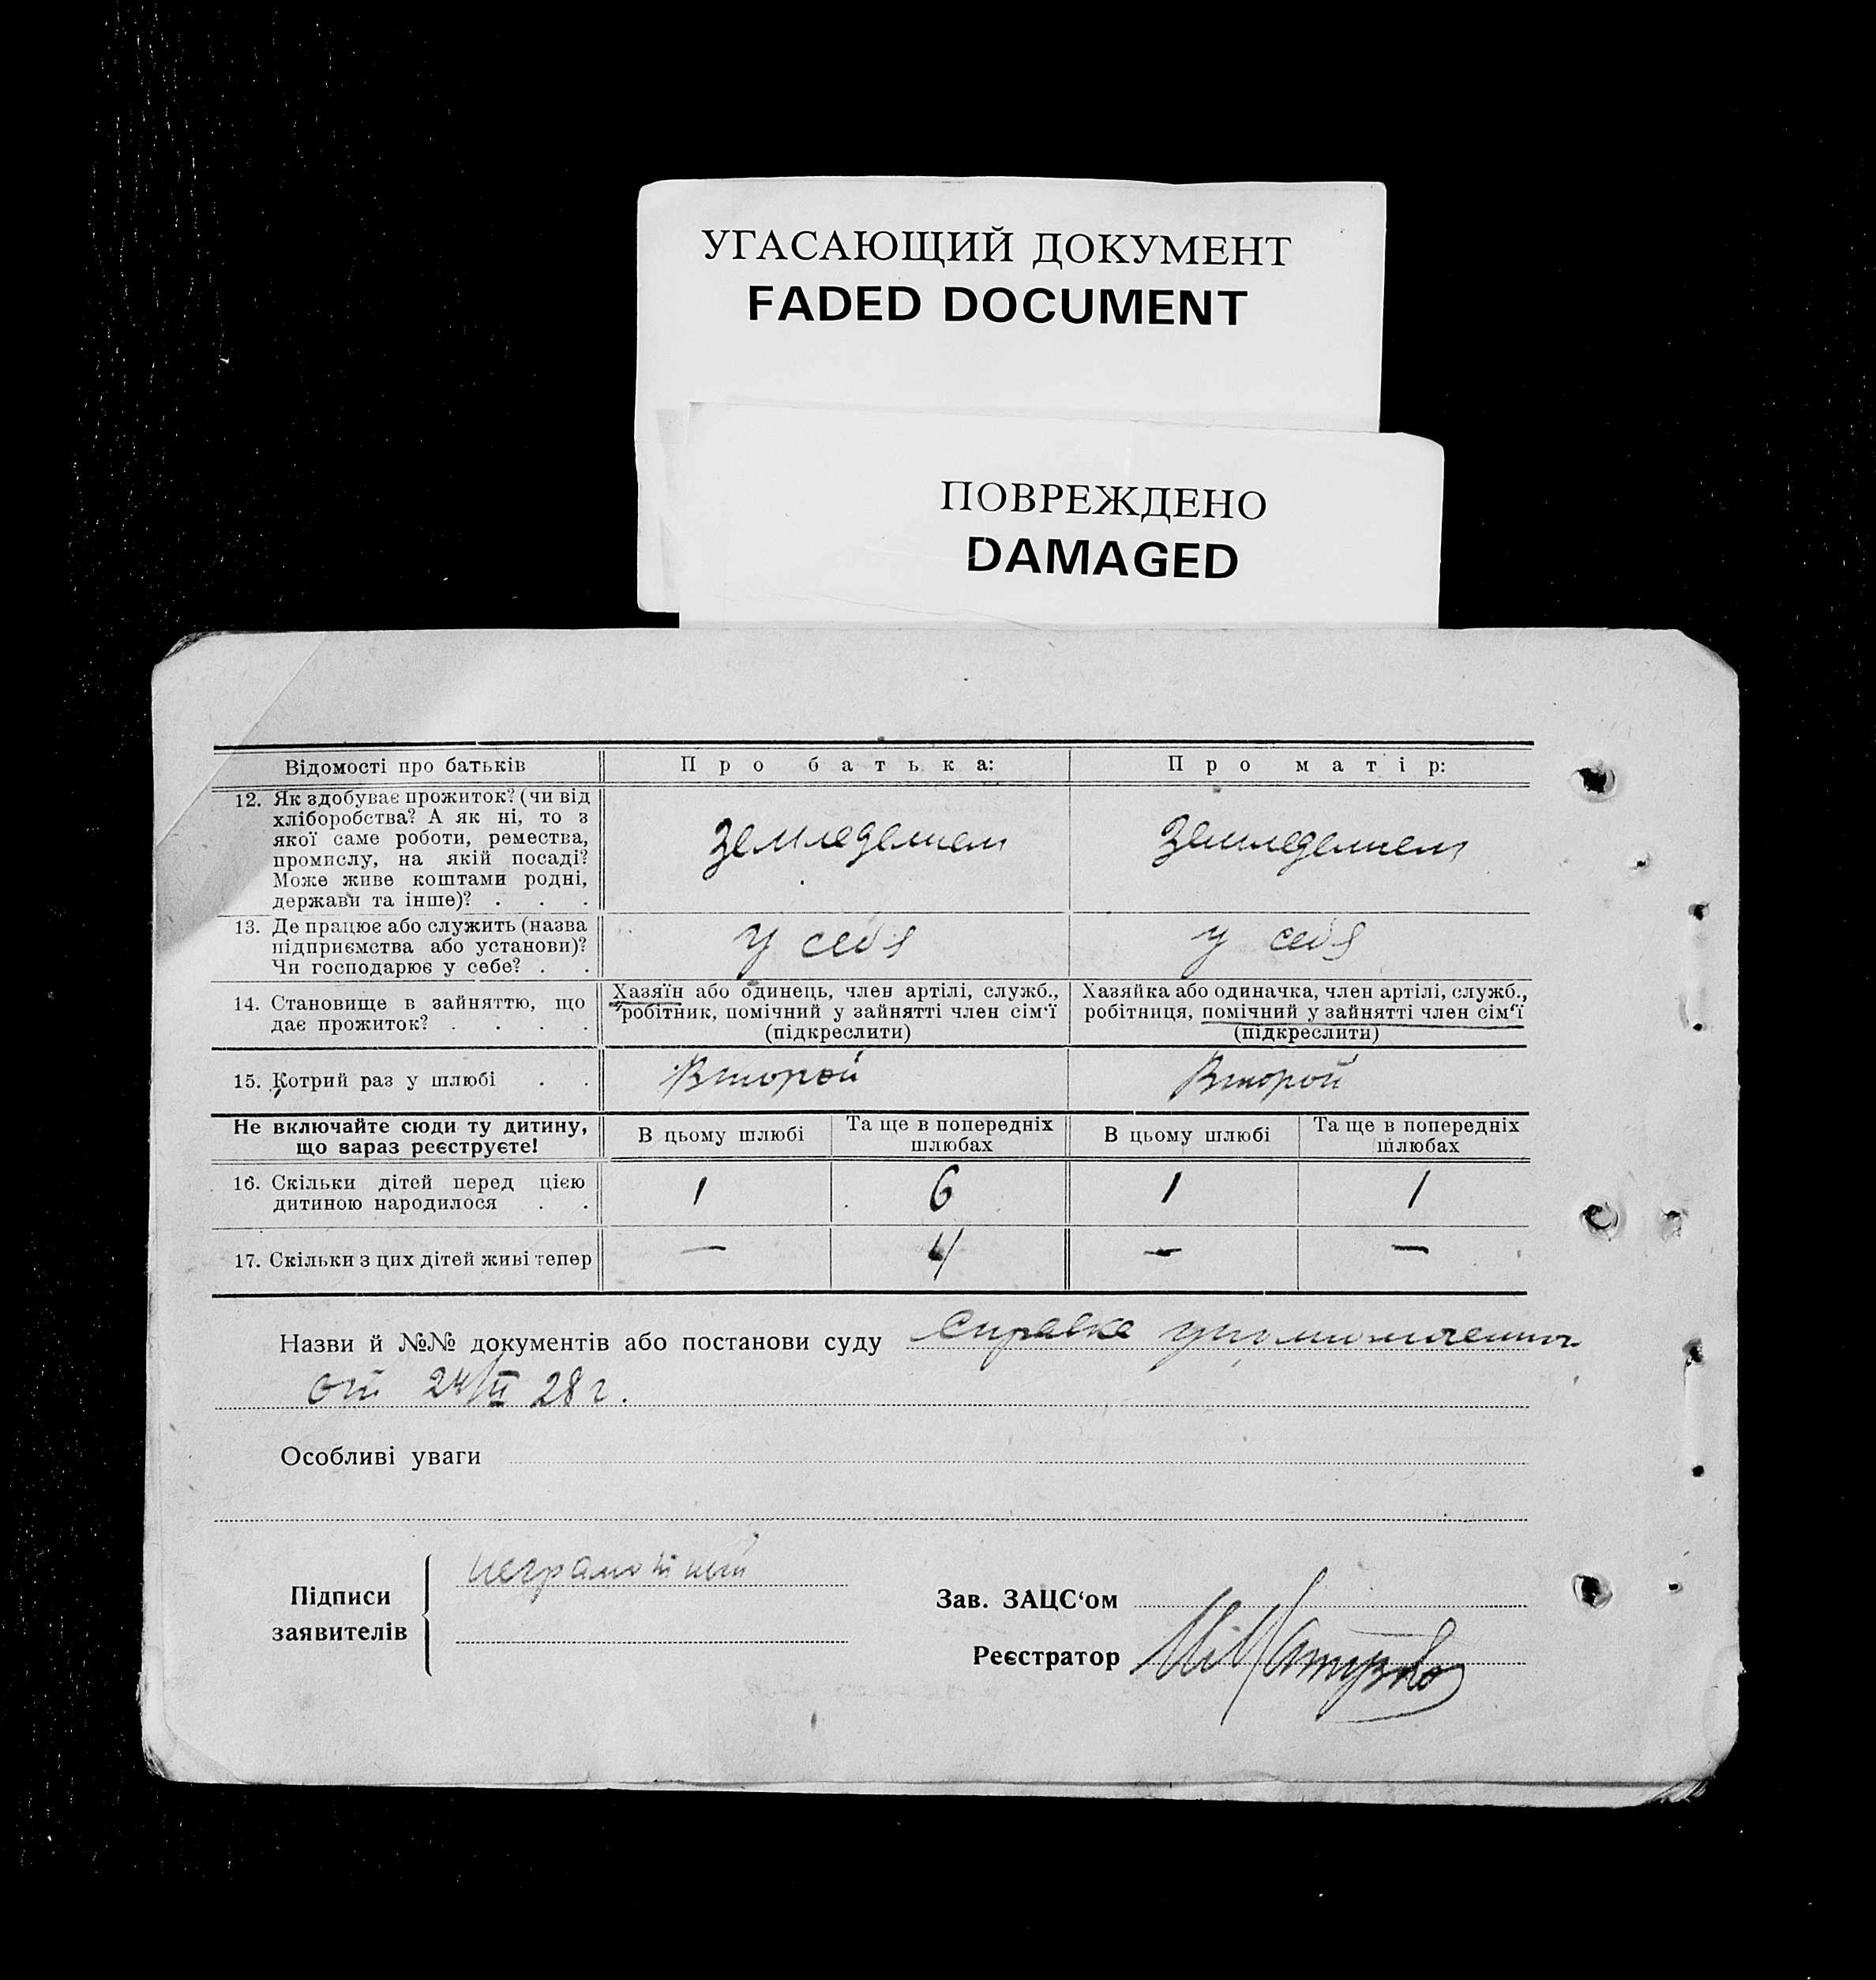 УГАСАЮЩИЙ ДОКУМЕНТ
FADED DOCUMENT
ПОВРЕЖДЕНО
DAMAGED
Відомості про батьків
Про батька:
Про матір:
12. Як здобуває прожиток? (чи від
хліборобства? А як ні, то з
якої саме роботи, ремества,
промислу, на якій посаді?
Може живе коштами родні,
держави та інше)? . . .
Земледелием
Земледелием
13. Де працює або служить (назва
підприємства або установи)?
Чи господарює у себе? . .
у себя
у себя
14. Становище в зайняттю, що
дає прожиток? . . . .
Хазяїн або одинець, член артілі, служб.,
робітник, помічний у зайнятті член сім‘ї
(підкреслити)
Хазяйка або одиначка, член артілі, служб.,
робітниця, помічний у зайнятті член сім‘ї
(підкреслити)
15. Котрий раз у шлюбі . .
Второй
Второй
Не включайте сюди ту дитину,
що зараз реєструєте!
В цьому шлюбі
Та ще в попередніх
шлюбах
В цьому шлюбі
Та ще в попередніх
шлюбах
16. Скільки дітей перед цією
дитиною народилося . .
1 6 1 1
17. Скільки з цих дітей живі тепер
— 4 — —
Назви й №№ документів або постанови суду справка
от 24/II 28 г.
Особливі уваги
Підписи
заявителів
неграмотный
Зав. ЗАЦС‘ом
Реєстратор